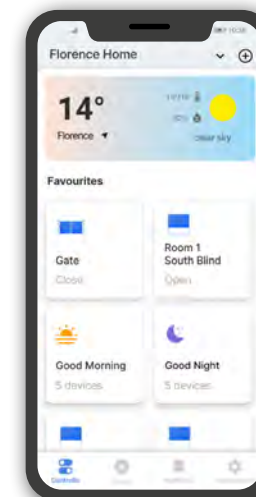 Florence Home
14°
Florence
clear sky
Favourites
Gate
Close
Room 1
South Blind
Open
Good Morning
5 devices
Good Night
5 devices
Controls